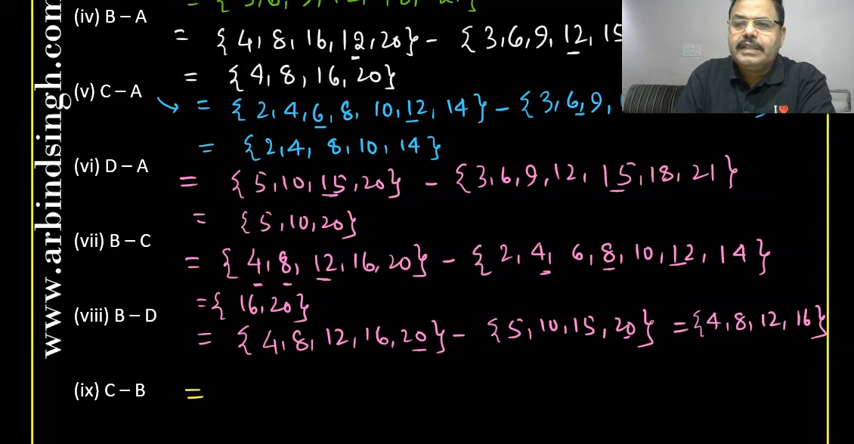 (iv) B – A
= {4, 8, 16, 12, 20} – {3, 6, 9, 12, 15
= {4, 8, 16, 20}
(v) C – A
= {2, 4, 6, 8, 10, 12, 14} – {3, 6, 9,
= {2, 4, 8, 10, 14}
(vi) D – A
= {5, 10, 15, 20} – {3, 6, 9, 12, 15, 18, 21}
= {5, 10, 20}
(vii) B – C
= {4, 8, 12, 16, 20} – {2, 4, 6, 8, 10, 12, 14}
= {16, 20}
(viii) B – D
= {4, 8, 12, 16, 20} – {5, 10, 15, 20} = {4, 8, 12, 16}
(ix) C – B =
www.arbindsingh.com
I